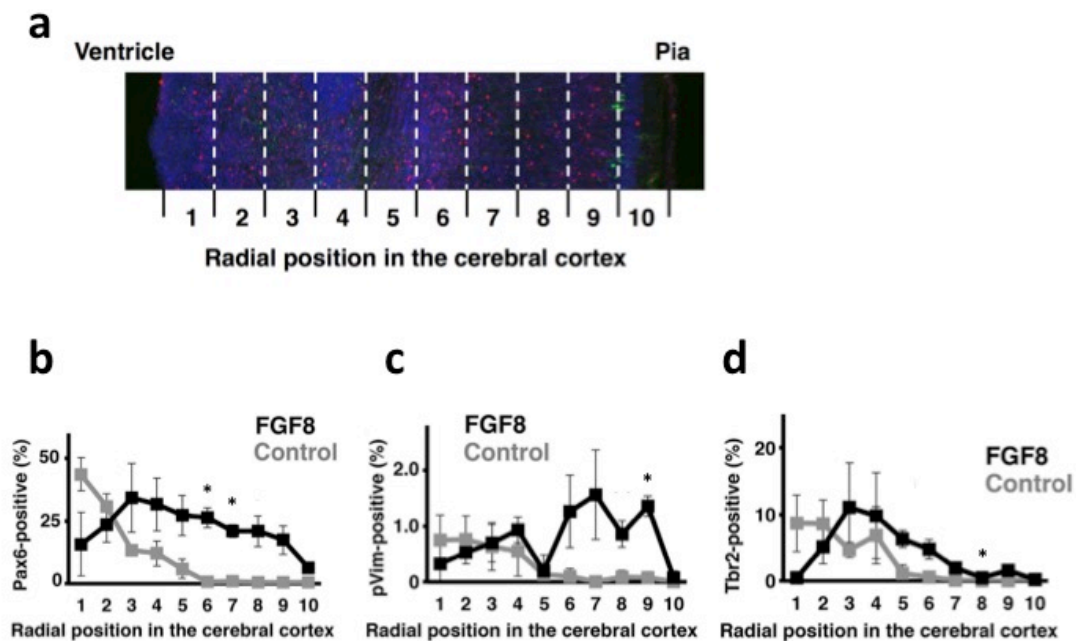 a
Ventricle Pia
1 2 3 4 5 6 7 8 9 10
Radial position in the cerebral cortex
b
Pax6-positive (%)
50
25
0
FGF8
Control
*
*
1 2 3 4 5 6 7 8 9 10
Radial position in the cerebral cortex
c
pVim-positive (%)
2.0
1.0
0
FGF8
Control
*
1 2 3 4 5 6 7 8 9 10
Radial position in the cerebral cortex
d
Tbr2-positive (%)
20
10
0
FGF8
Control
*
1 2 3 4 5 6 7 8 9 10
Radial position in the cerebral cortex